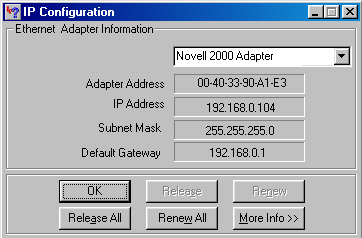 IP Configuration
Ethernet Adapter Information
Novell 2000 Adapter
Adapter Address 00-40-33-90-A1-E3
IP Address 192.168.0.104
Subnet Mask 255.255.255.0
Default Gateway 192.168.0.1
OK Release Renew
Release All Renew All More Info >>